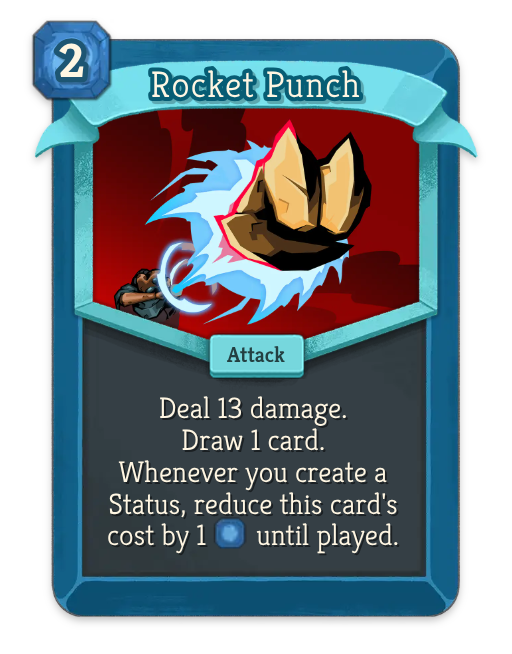 2
Rocket Punch
Attack
Deal 13 damage.
Draw 1 card.
Whenever you create a
Status, reduce this card's
cost by 1 until played.